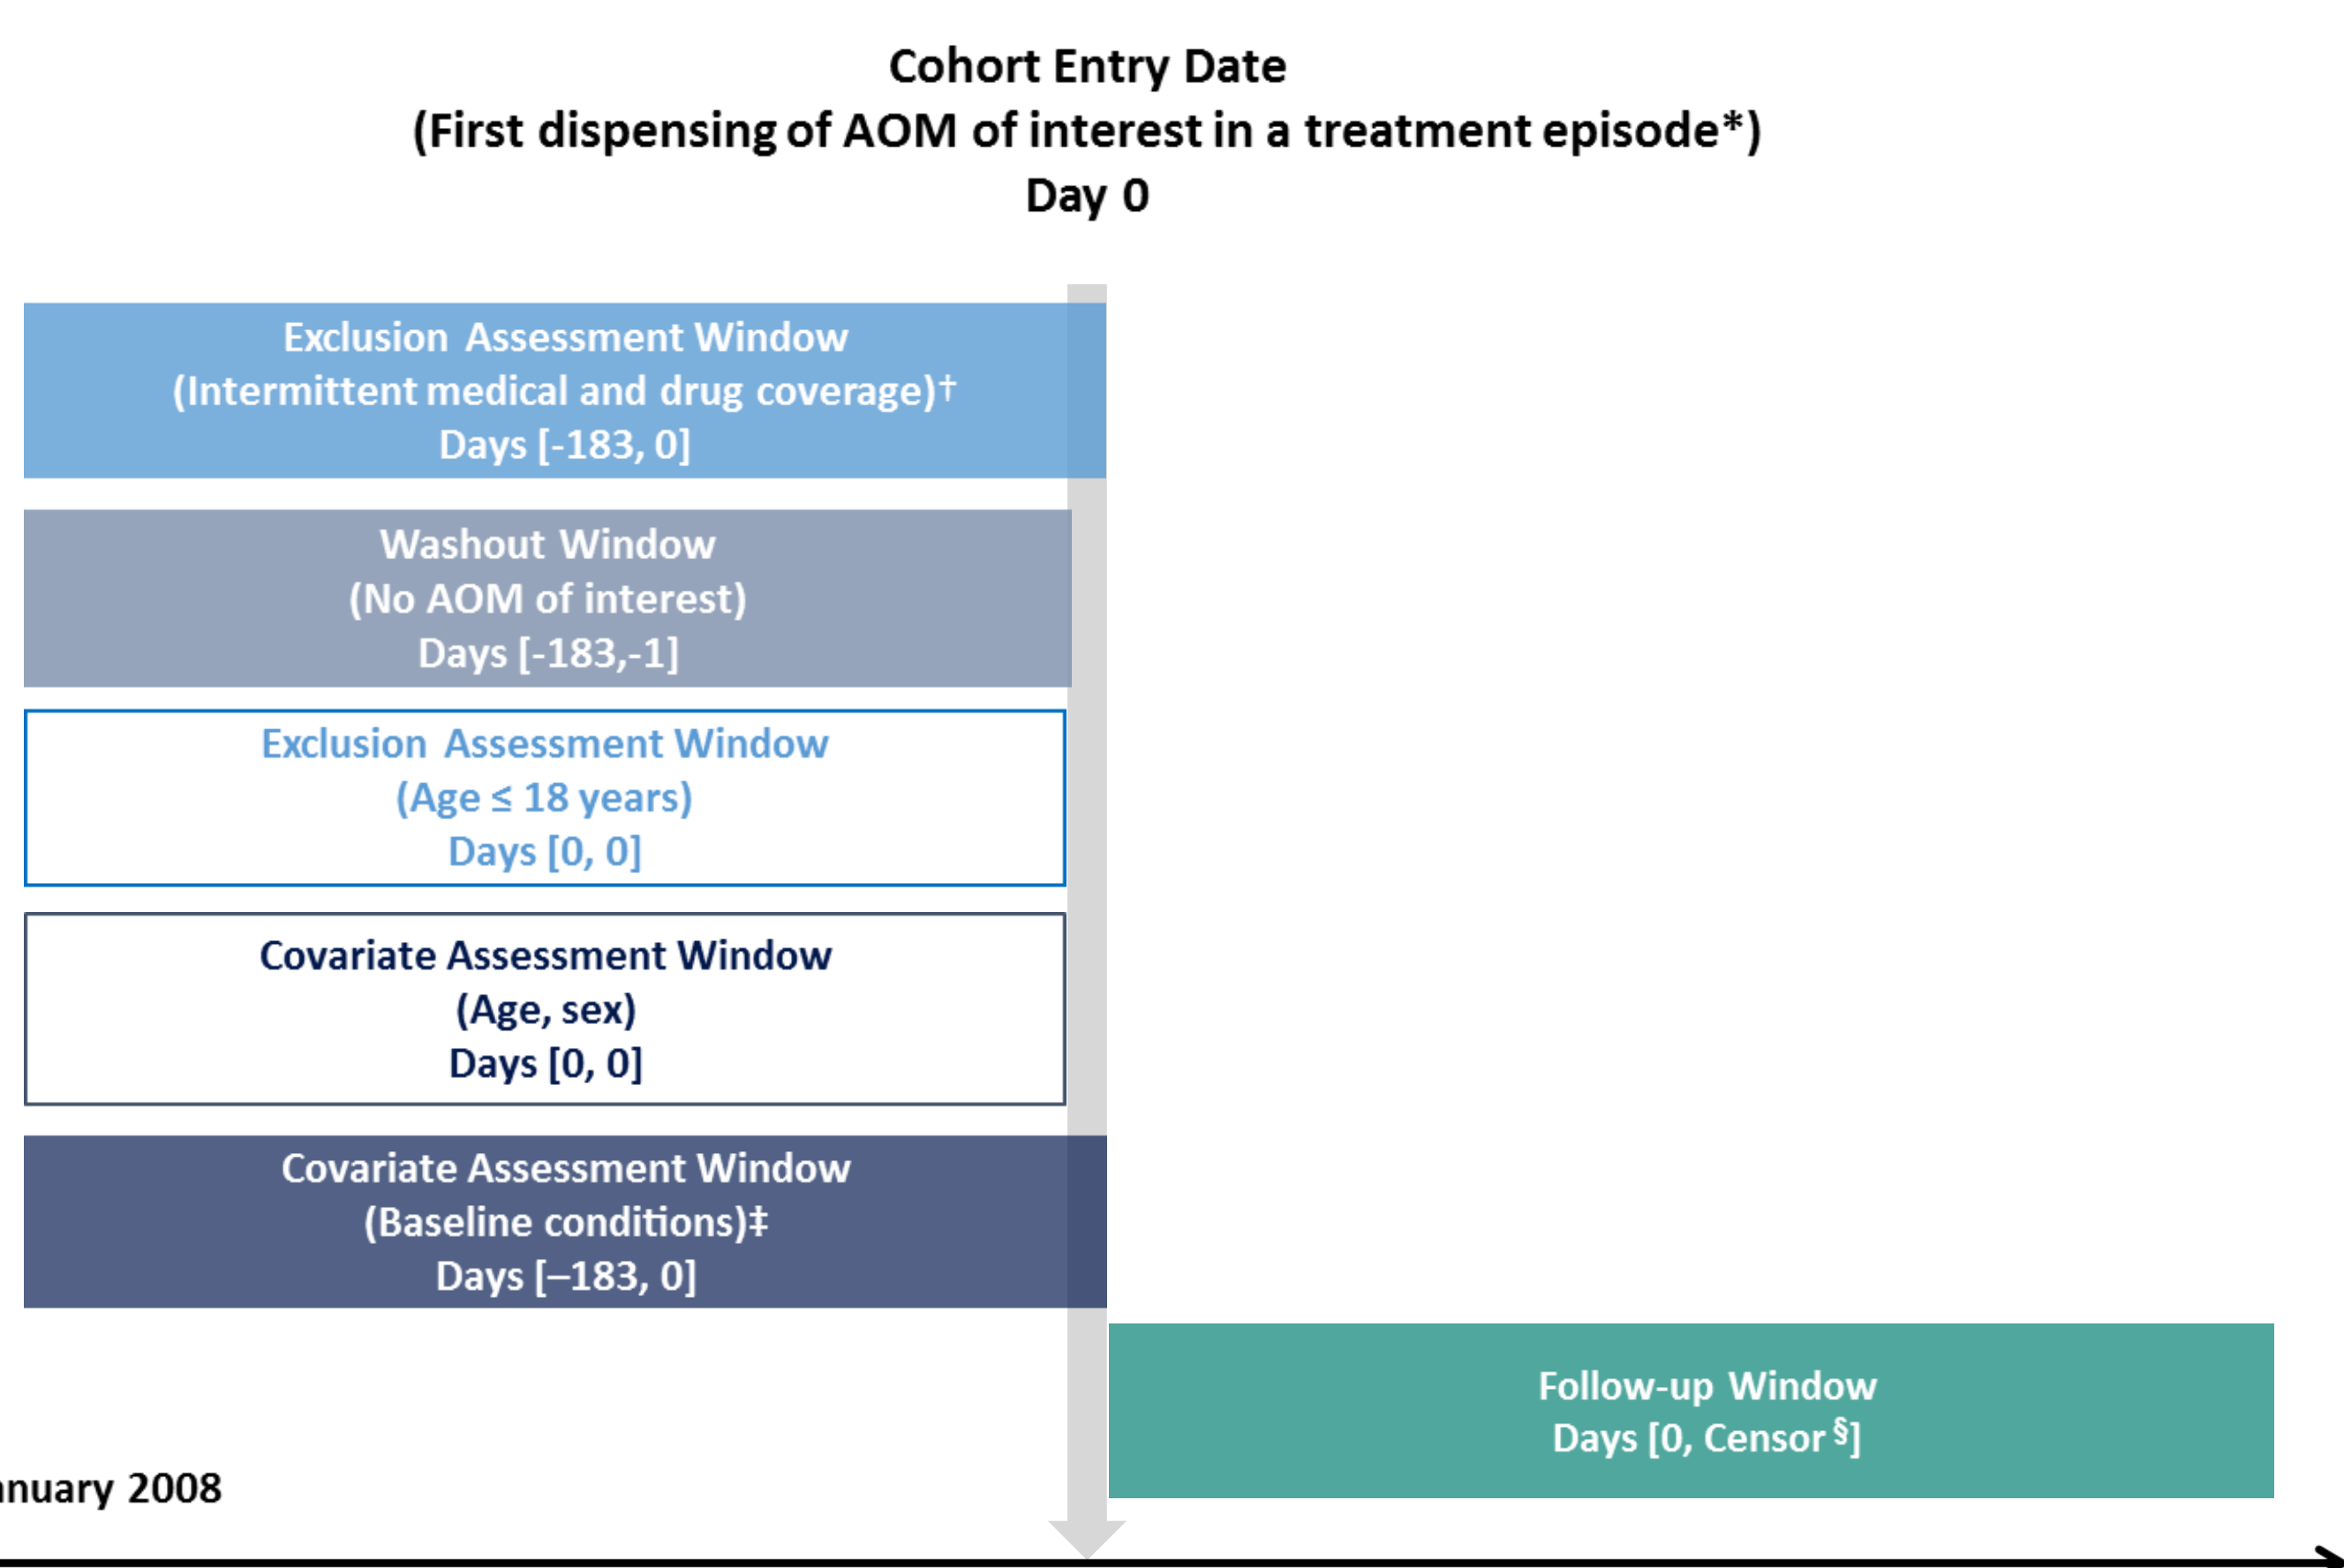 Cohort Entry Date
(First dispensing of AOM of interest in a treatment episode*)
Day 0
Exclusion Assessment Window
(Intermittent medical and drug coverage)†
Days [-183, 0]
Washout Window
(No AOM of interest)
Days [-183,-1]
Exclusion Assessment Window
(Age ≤ 18 years)
Days [0, 0]
Covariate Assessment Window
(Age, sex)
Days [0, 0]
Covariate Assessment Window
(Baseline conditions)‡
Days [–183, 0]
Follow-up Window
Days [0, Censor §]
2008